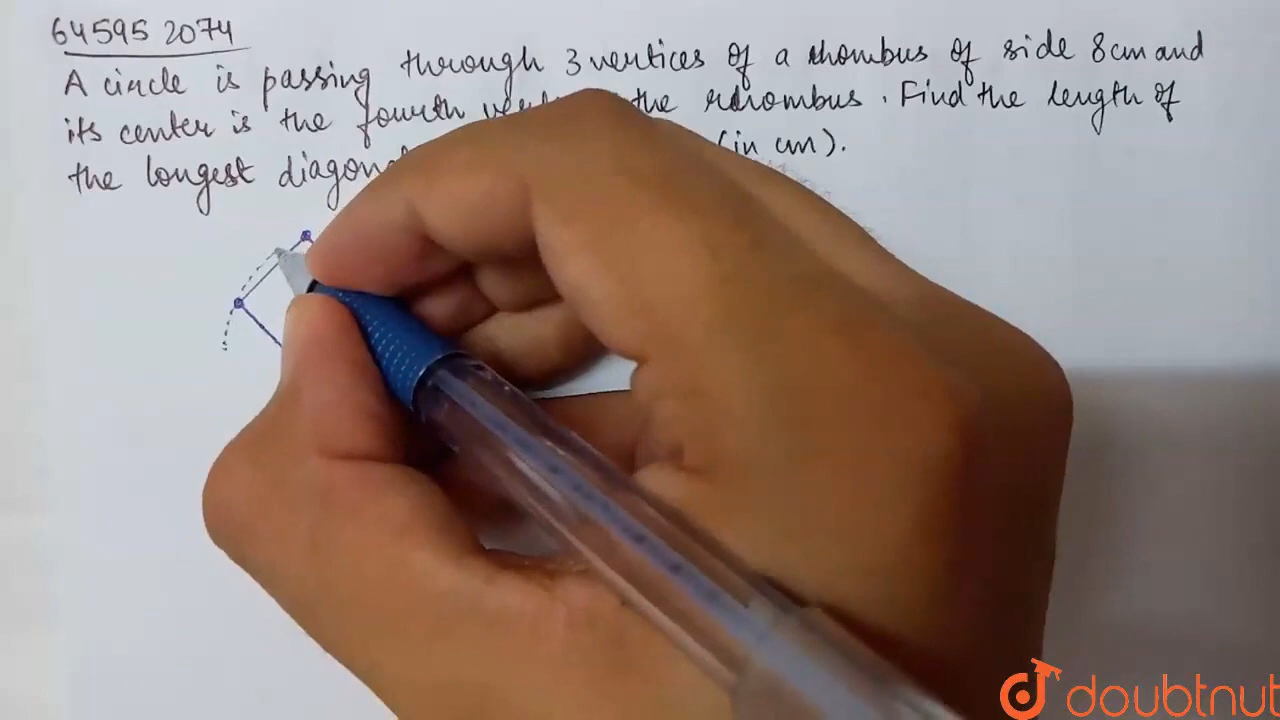 64595 2074
A circle is passing through 3 vertices of a rhombus of side 8 cm and
its center is the fourth the rhombus. Find the length of
the longest (in cm).
doubtnut